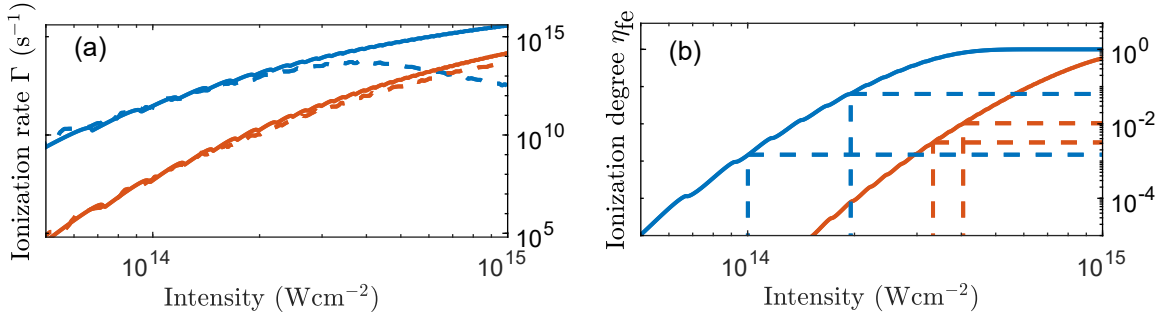 (a)
Ionization rate Γ (s⁻¹)
10¹⁵
10¹⁰
10⁵
10¹⁴
10¹⁵
Intensity (Wcm⁻²)
(b)
Ionization degree η_fe
10⁰
10⁻²
10⁻⁴
10¹⁴
10¹⁵
Intensity (Wcm⁻²)